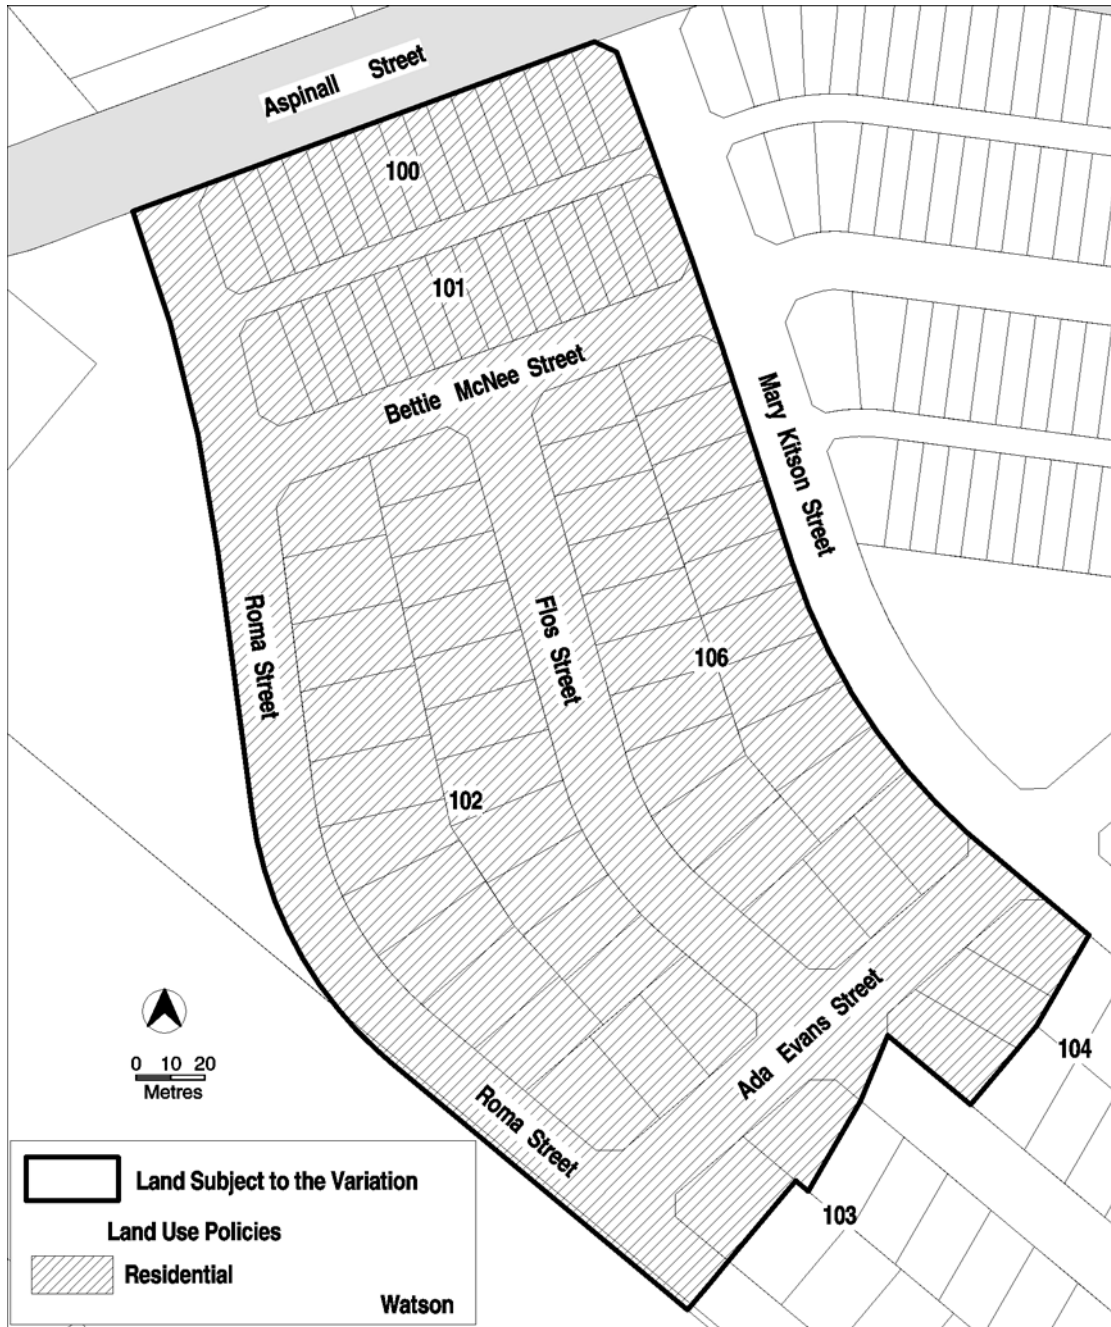 Aspinall Street
100
101
Bettie McNee Street
Mary Kitson Street
Roma Street
Flos Street
106
102
Ada Evans Street
104
0 10 20
Metres
Roma Street
103
Land Subject to the Variation
Land Use Policies
Residential
Watson